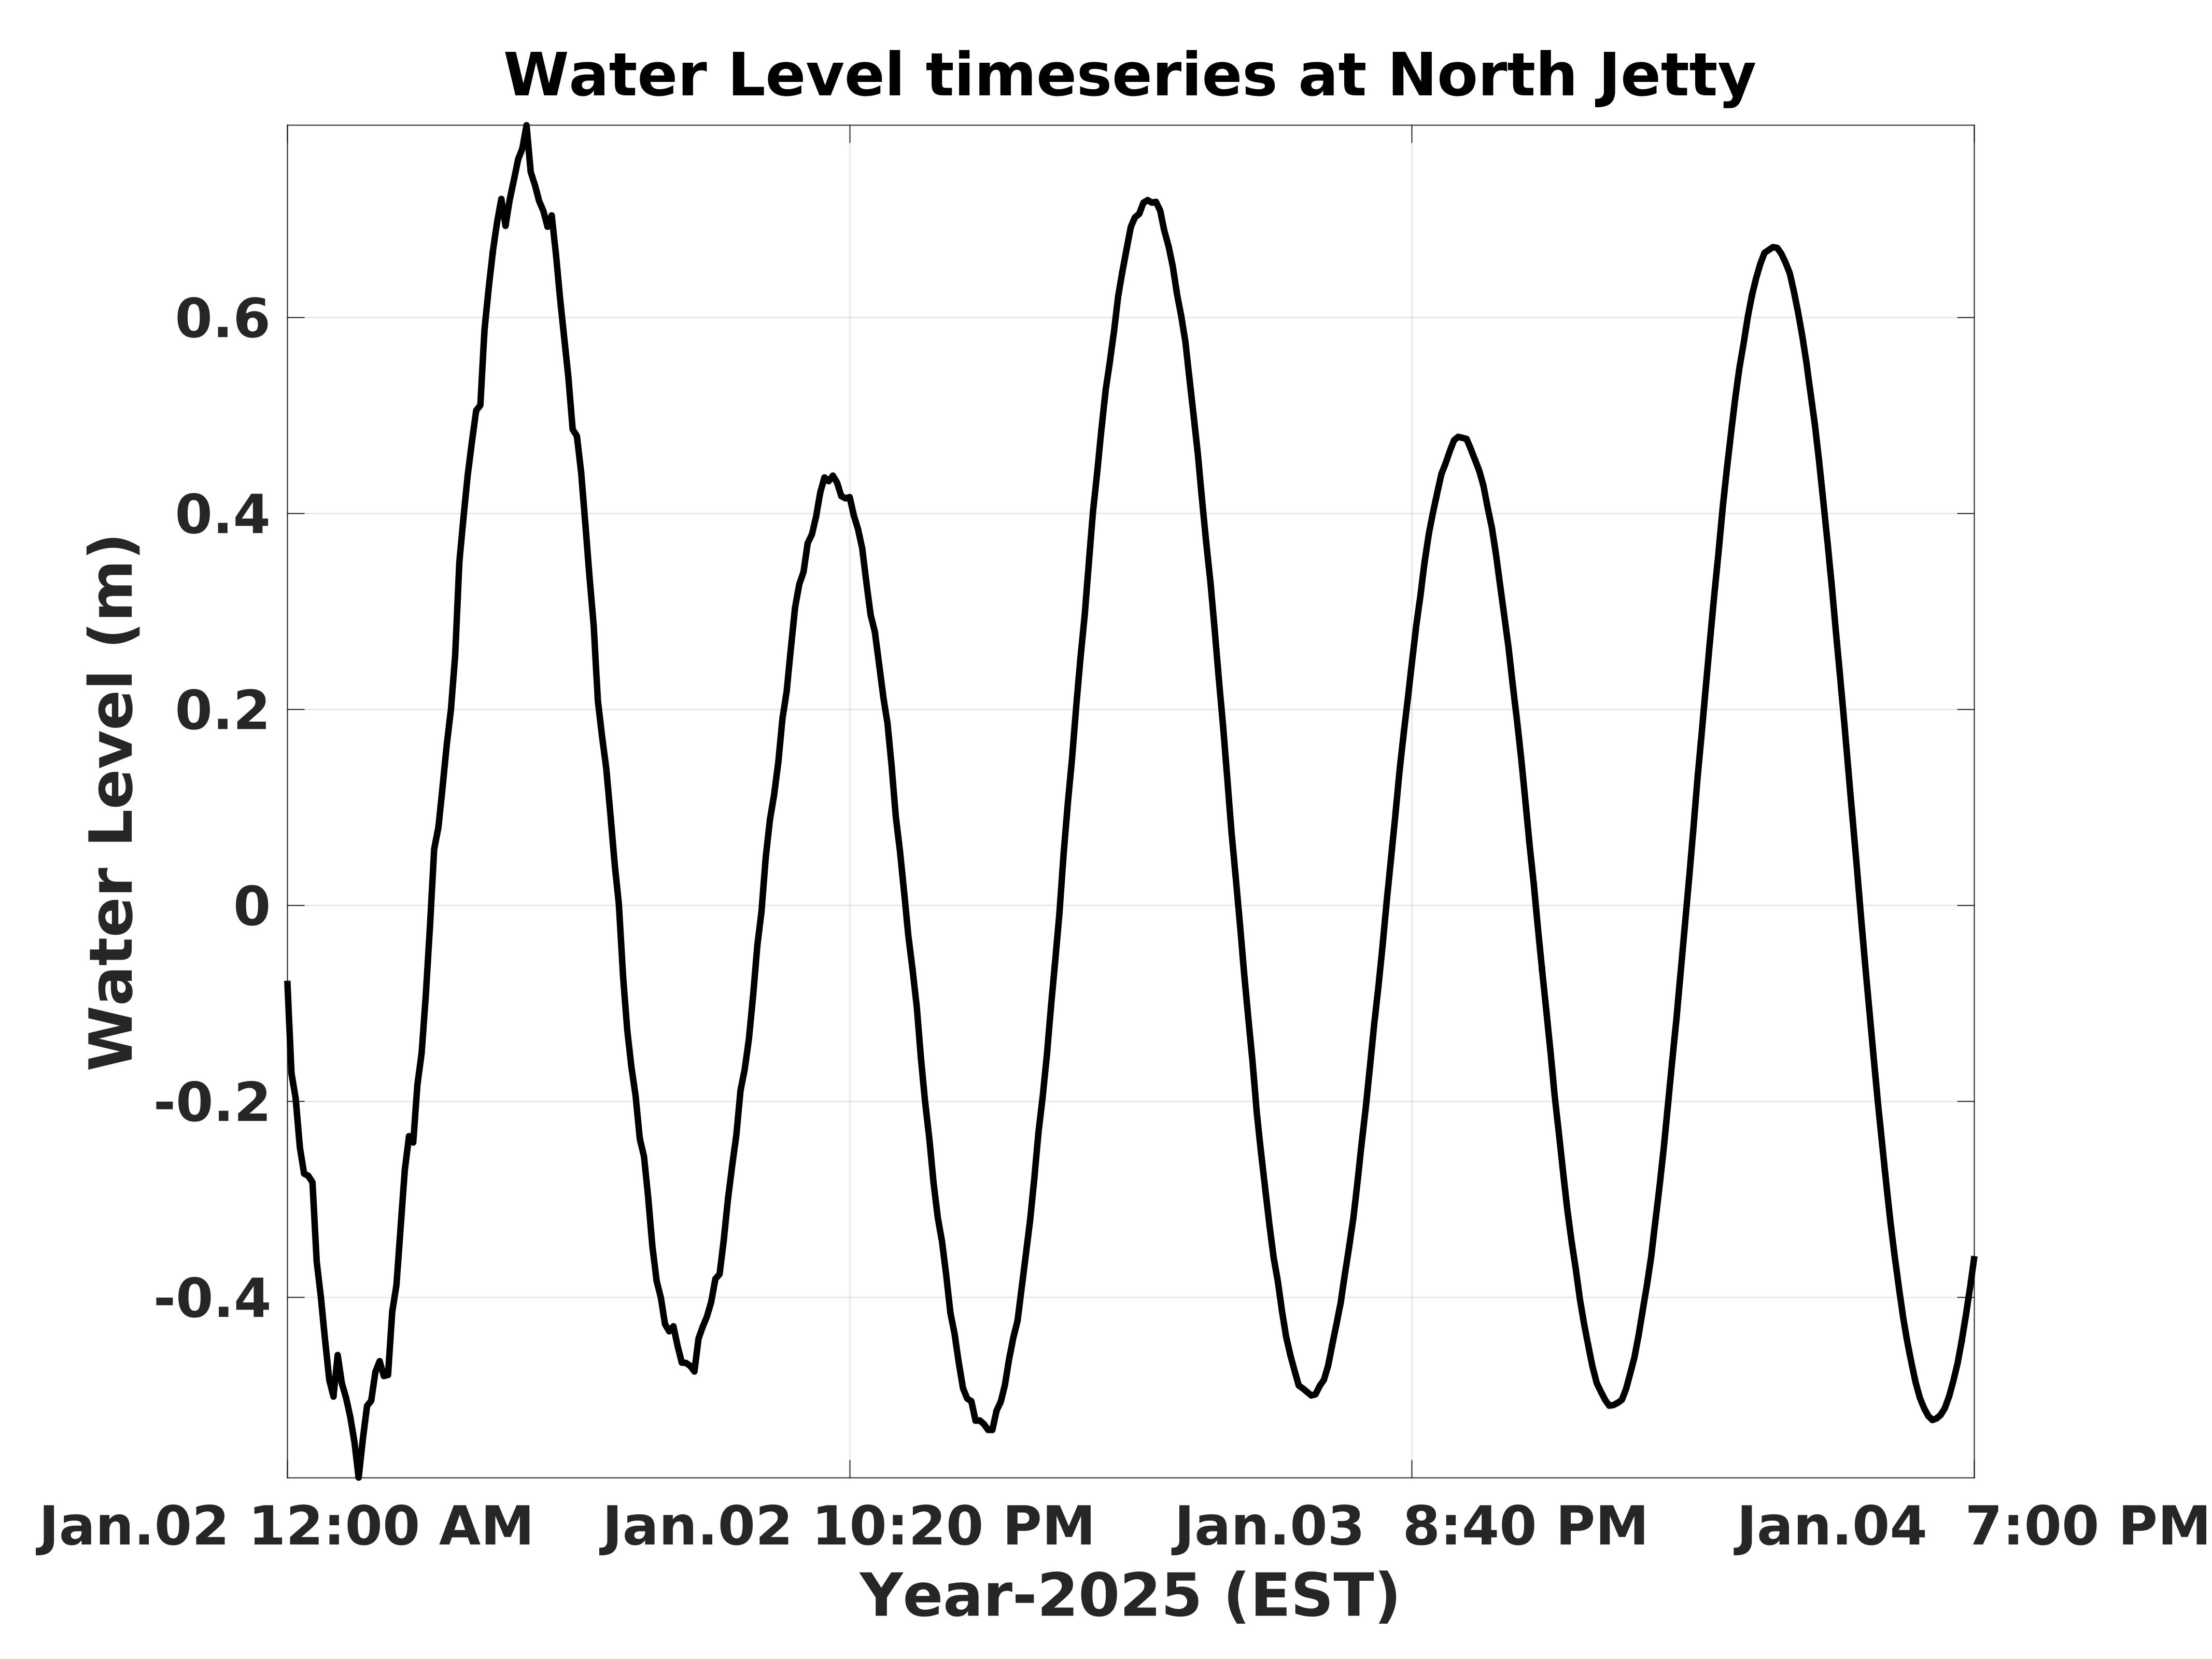 Water Level timeseries at North Jetty
Water Level (m)
0.6
0.4
0.2
0
-0.2
-0.4
Jan.02 12:00 AM Jan.02 10:20 PM Jan.03 8:40 PM Jan.04 7:00 PM
Year-2025 (EST)